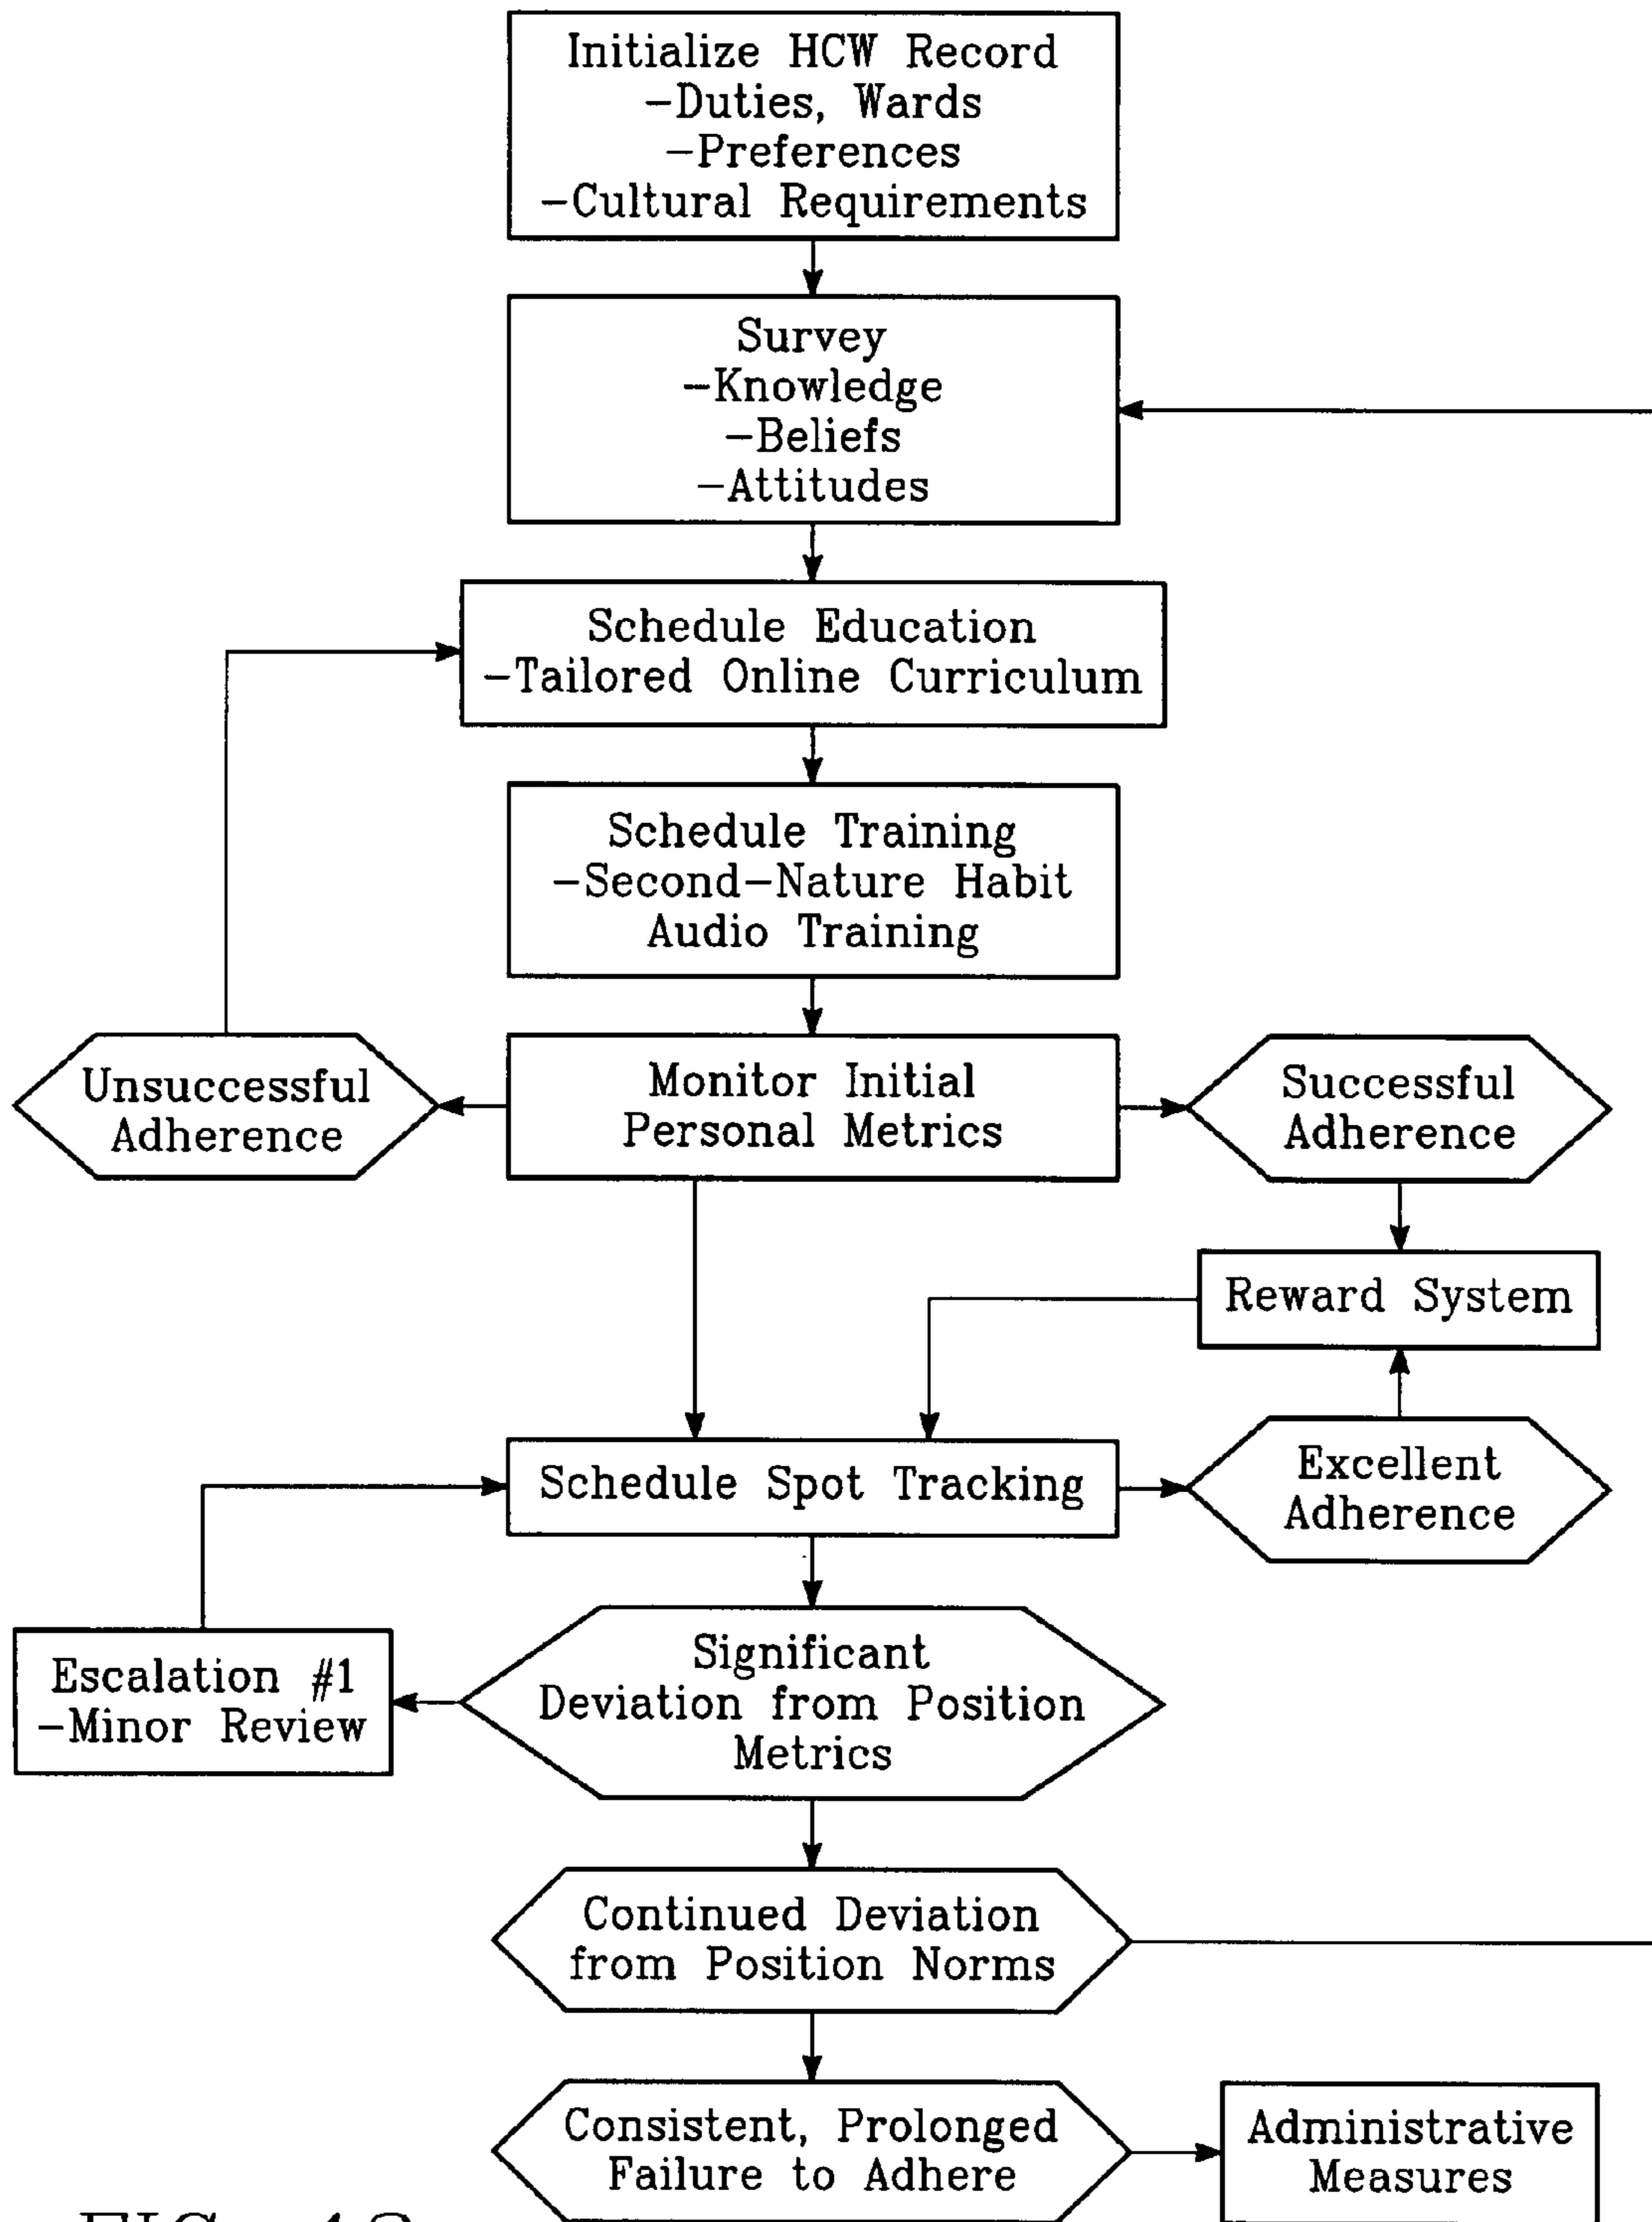 Initialize HCW Record
-Duties, Wards
-Preferences
-Cultural Requirements
Survey
-Knowledge
-Beliefs
-Attitudes
Schedule Education
-Tailored Online Curriculum
Schedule Training
-Second-Nature Habit
Audio Training
Unsuccessful
Adherence
Monitor Initial
Personal Metrics
Successful
Adherence
Reward System
Schedule Spot Tracking
Excellent
Adherence
Escalation #1
-Minor Review
Significant
Deviation from Position
Metrics
Continued Deviation
from Position Norms
Consistent, Prolonged
Failure to Adhere
Administrative
Measures